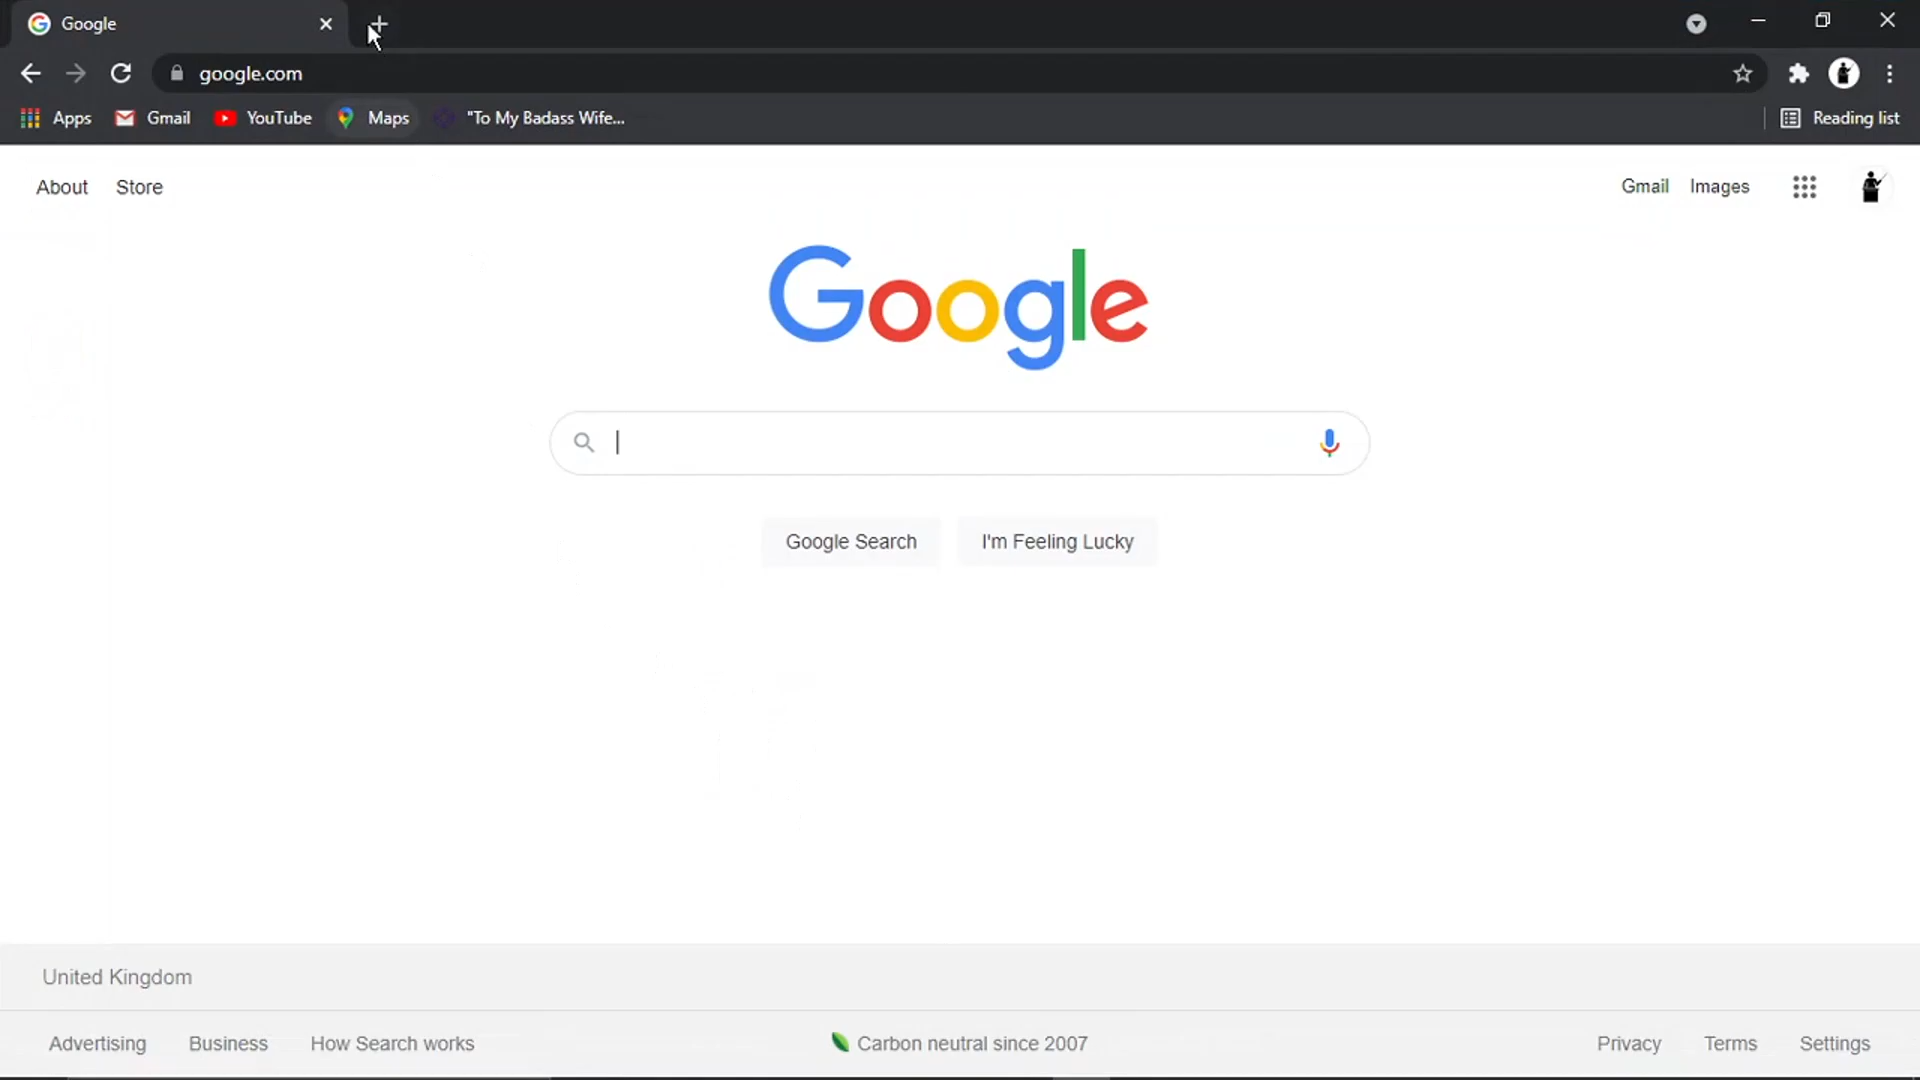 Google
google.com
Apps Gmail YouTube Maps "To My Badass Wife... Reading list
About Store Gmail Images
Google
Google Search I'm Feeling Lucky
United Kingdom
Advertising Business How Search works Carbon neutral since 2007 Privacy Terms Settings